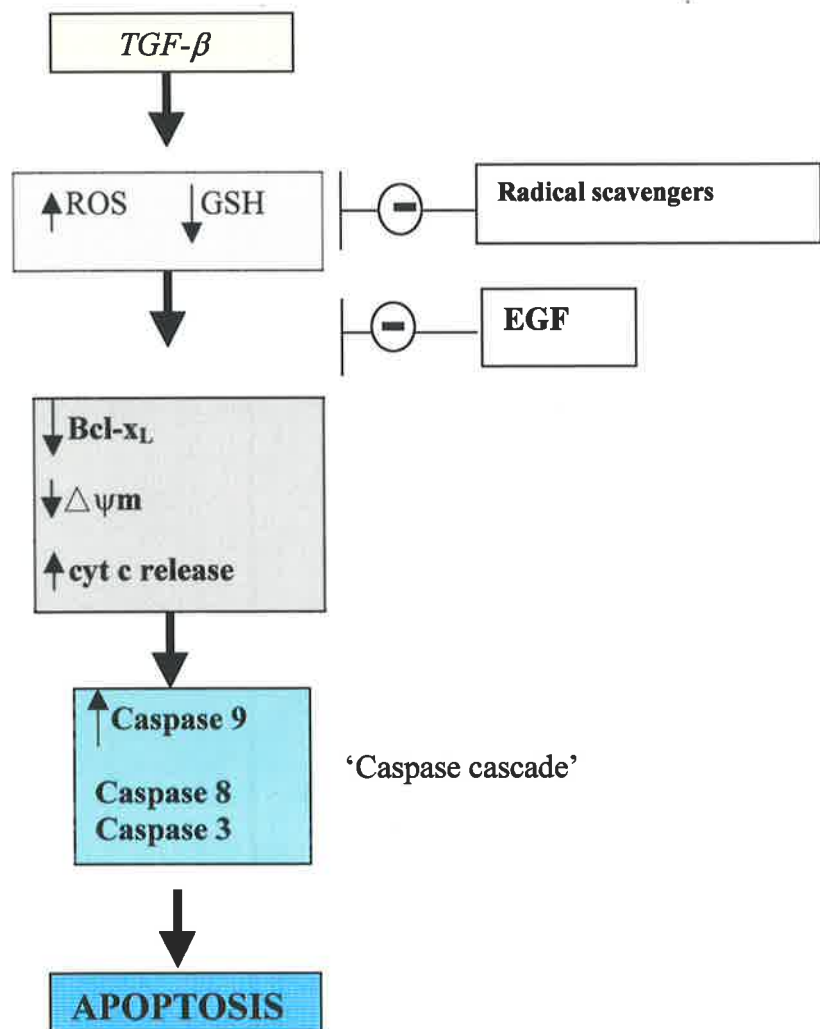 TGF-β
↑ROS ↓GSH
Radical scavengers
EGF
↓Bcl-xL
↓△ψm
↑cyt c release
↑Caspase 9
'Caspase cascade'
Caspase 8
Caspase 3
APOPTOSIS